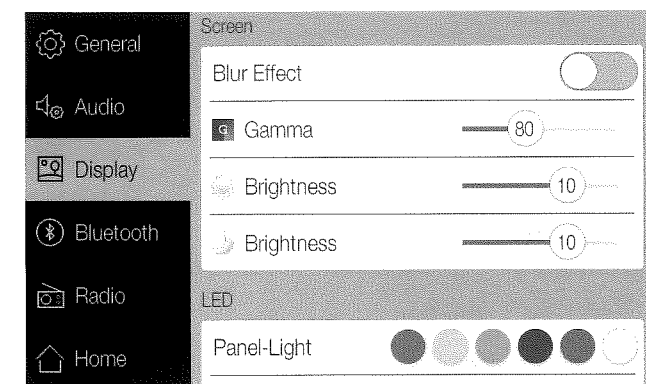 General
Audio
Display
Bluetooth
Radio
Home
Screen
Blur Effect
G Gamma 80
Brightness 10
Brightness 10
LED
Panel-Light